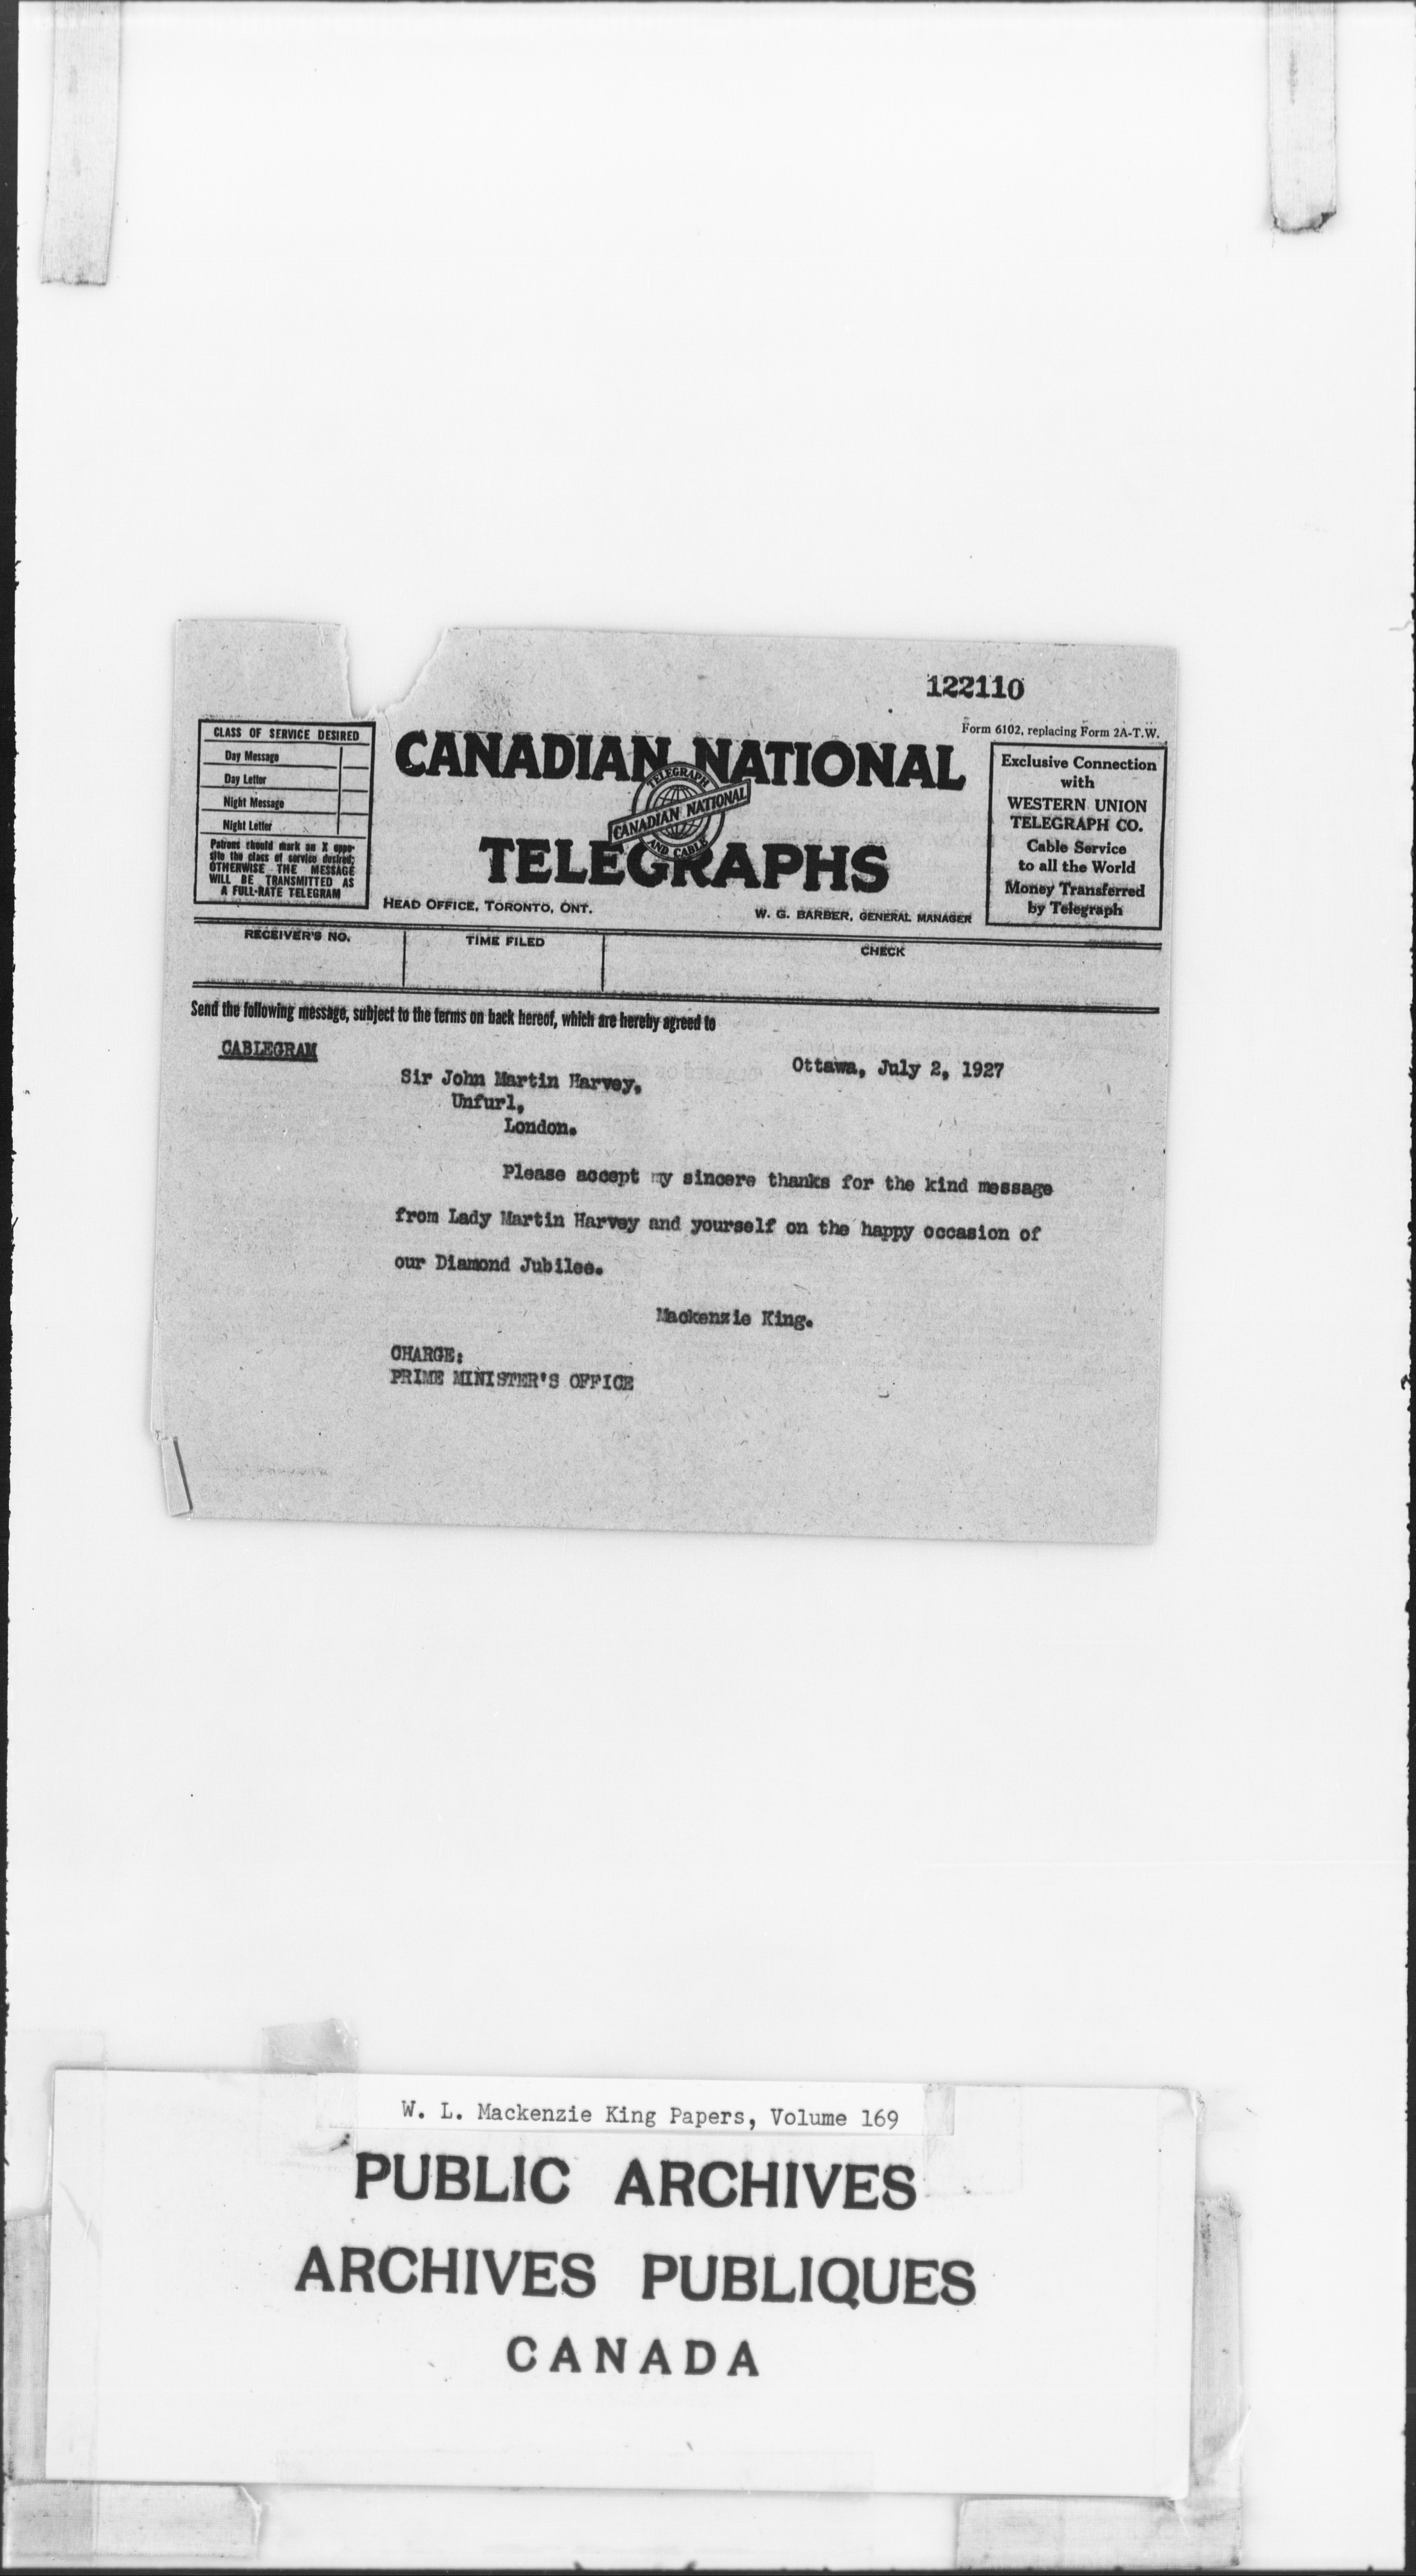 122110
Form 6102, replacing Form 2A-T.W.
CLASS OF SERVICE DESIRED
Day Message
Day Letter
Night Message
Night Letter
Patrons should mark an X oppo-
site the class of service desired;
OTHERWISE THE MESSAGE
WILL BE TRANSMITTED AS
A FULL-RATE TELEGRAM
CANADIAN NATIONAL
TELEGRAPH
CANADIAN NATIONAL
AND CABLE
TELEGRAPHS
HEAD OFFICE, TORONTO, ONT.
W. G. BARBER, GENERAL MANAGER
Exclusive Connection
with
WESTERN UNION
TELEGRAPH CO.
Cable Service
to all the World
Money Transferred
by Telegraph
RECEIVER'S NO.
TIME FILED
CHECK
Send the following message, subject to the terms on back hereof, which are hereby agreed to
CABLEGRAM
Ottawa, July 2, 1927
Sir John Martin Harvey,
Unfurl,
London.
Please accept my sincere thanks for the kind message
from Lady Martin Harvey and yourself on the happy occasion of
our Diamond Jubilee.
Mackenzie King.
CHARGE:
PRIME MINISTER'S OFFICE
W. L. Mackenzie King Papers, Volume 169
PUBLIC ARCHIVES
ARCHIVES PUBLIQUES
CANADA